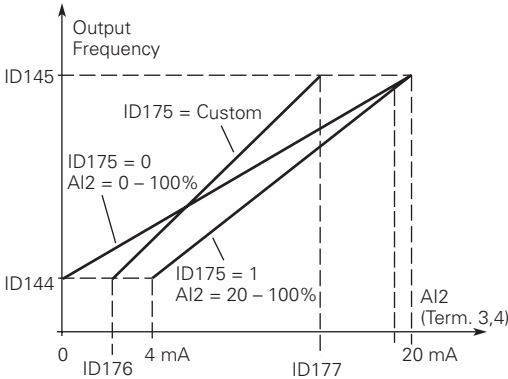 Output
Frequency
ID145
ID175 = Custom
ID175 = 0
AI2 = 0 – 100%
ID144
ID175 = 1
AI2 = 20 – 100%
AI2
(Term. 3,4)
0
ID176
4 mA
ID177
20 mA